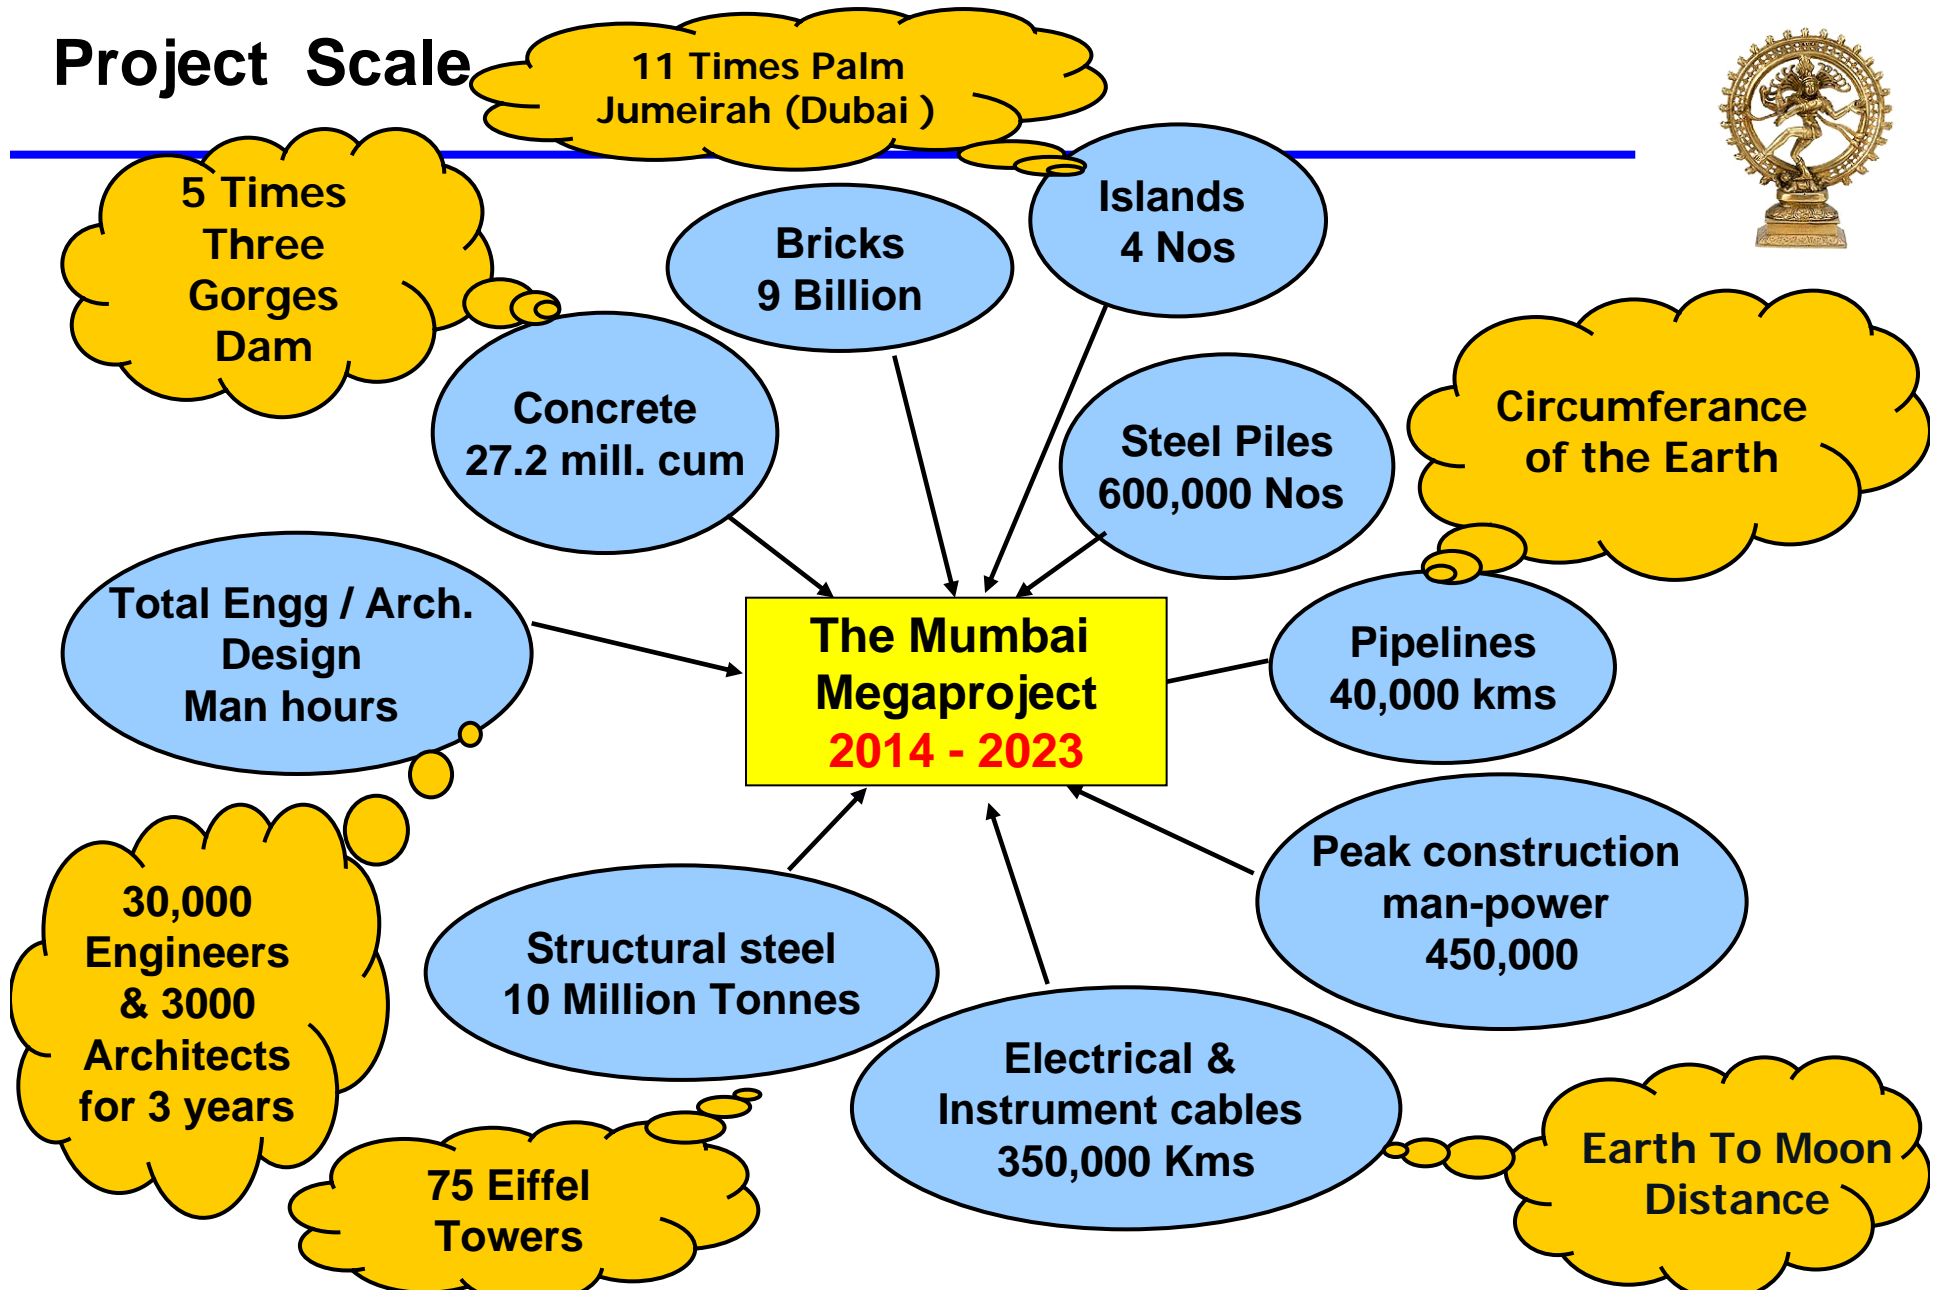 Project Scale
11 Times Palm
Jumeirah (Dubai )
5 Times
Three
Gorges
Dam
Bricks
9 Billion
Islands
4 Nos
Concrete
27.2 mill. cum
Steel Piles
600,000 Nos
Circumferance
of the Earth
Total Engg / Arch.
Design
Man hours
The Mumbai
Megaproject
2014 - 2023
Pipelines
40,000 kms
30,000
Engineers
& 3000
Architects
for 3 years
Structural steel
10 Million Tonnes
Peak construction
man-power
450,000
Electrical &
Instrument cables
350,000 Kms
75 Eiffel
Towers
Earth To Moon
Distance